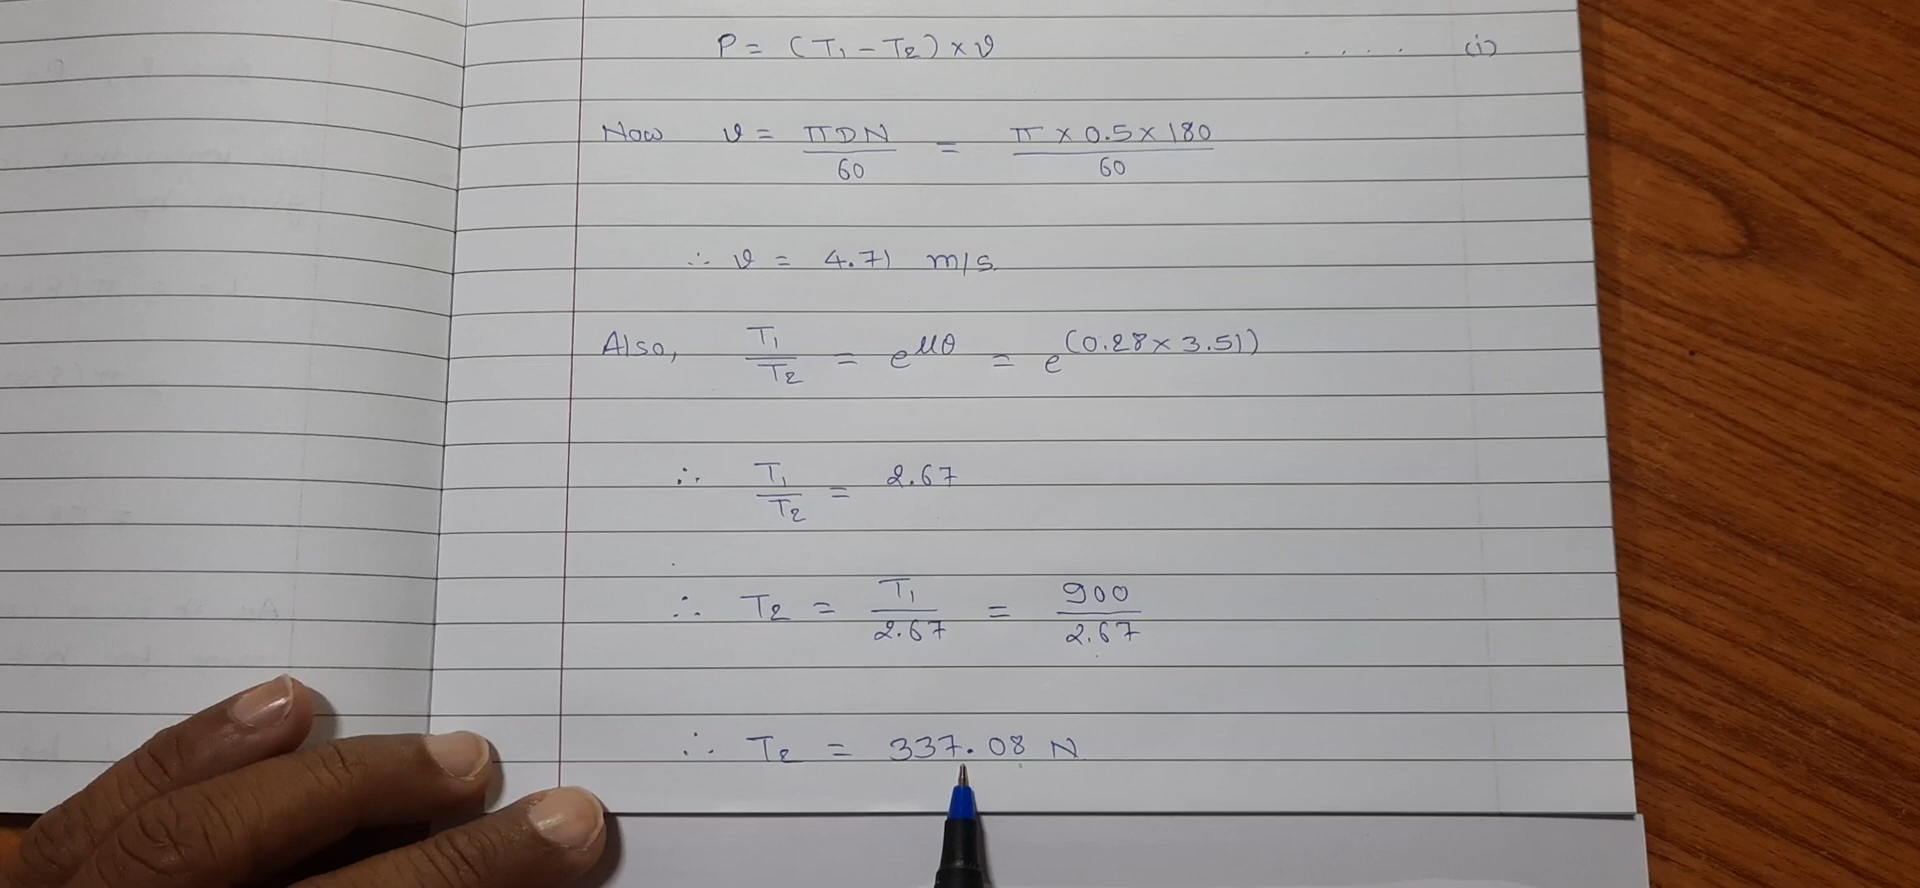 P = (T₁ - T₂) × v .... (i)
Now v = πDN/60 = π × 0.5 × 180/60
∴ v = 4.71 m/s.
Also, T₁/T₂ = e^μθ = e^(0.28 × 3.51)
∴ T₁/T₂ = 2.67
∴ T₂ = T₁/2.67 = 900/2.67
∴ T₂ = 337.08 N